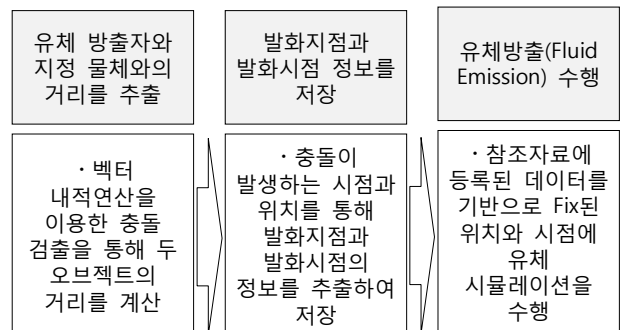 유체 방출자와
지정 물체와의
거리를 추출
발화지점과
발화시점 정보를
저장
유체방출(Fluid
Emission) 수행
· 벡터
내적연산을
이용한 충돌
검출을 통해 두
오브젝트의
거리를 계산
· 충돌이
발생하는 시점과
위치를 통해
발화지점과
발화시점의
정보를 추출하여
저장
· 참조자료에
등록된 데이터를
기반으로 Fix된
위치와 시점에
유체
시뮬레이션을
수행